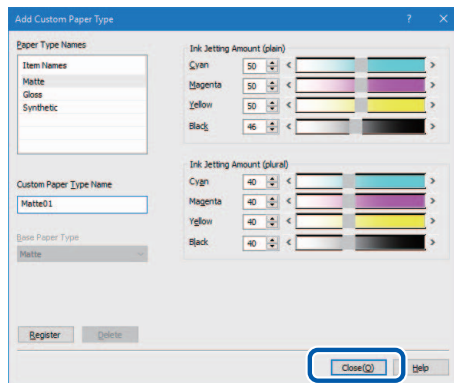 Add Custom Paper Type
Paper Type Names
Item Names
Matte
Gloss
Synthetic
Custom Paper Type Name
Matte01
Base Paper Type
Matte
Register
Delete
Ink Jetting Amount (plain)
Cyan 50
Magenta 50
Yellow 50
Black 46
Ink Jetting Amount (plural)
Cyan 40
Magenta 40
Yellow 40
Black 40
Close(O)
Help